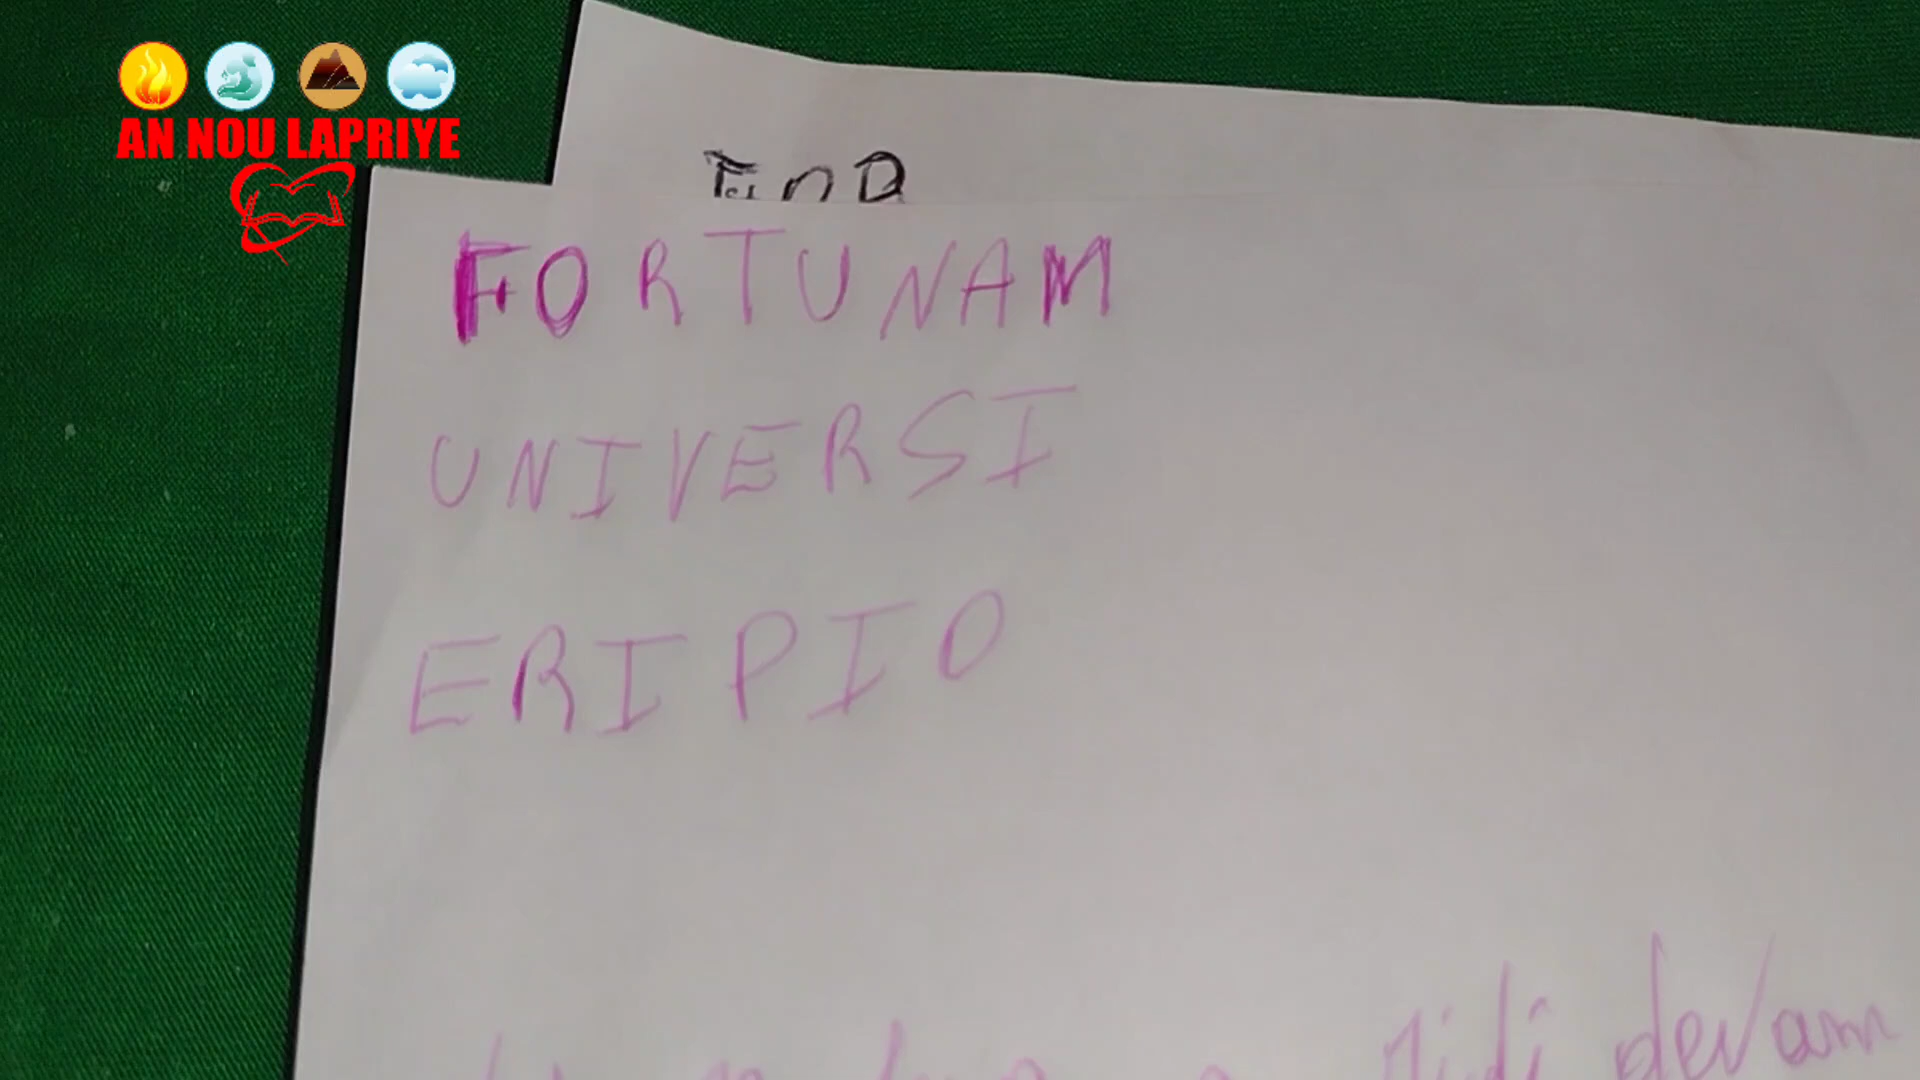 AN NOU LAPRIYE
FORTUNAM
UNIVERSI
ERIPIO
devam